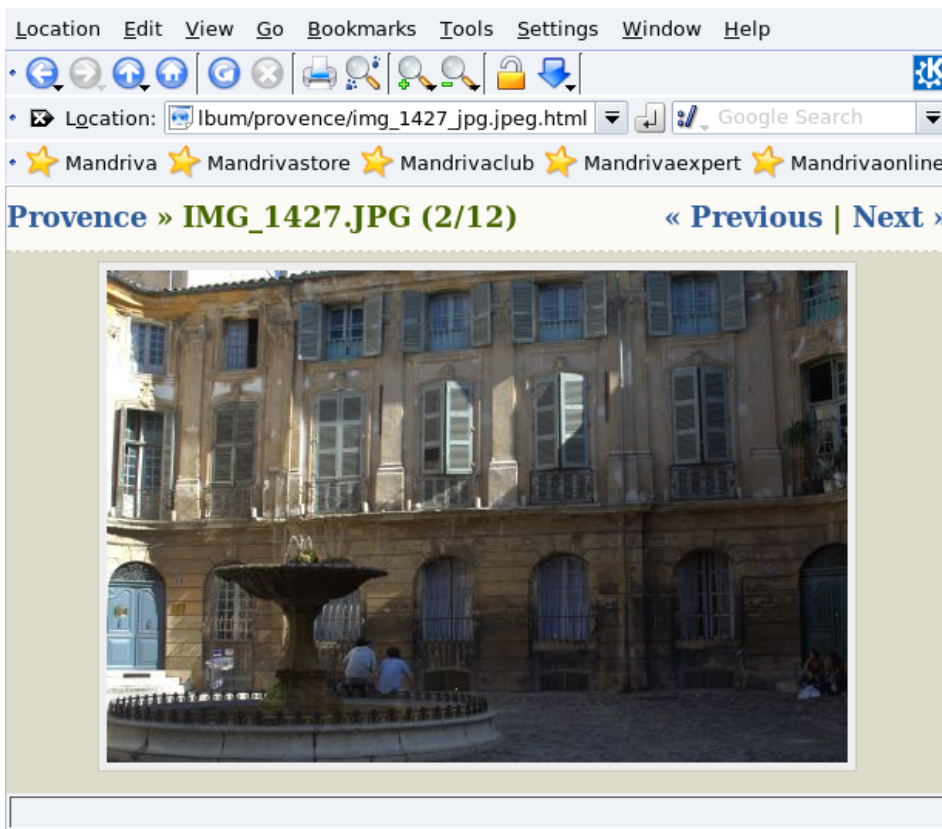 Location Edit View Go Bookmarks Tools Settings Window Help
Location: lbum/provence/img_1427_jpg.jpeg.html Google Search
Mandriva Mandrivastore Mandrivaclub Mandrivaexpert Mandrivaonline
Provence » IMG_1427.JPG (2/12) « Previous | Next »